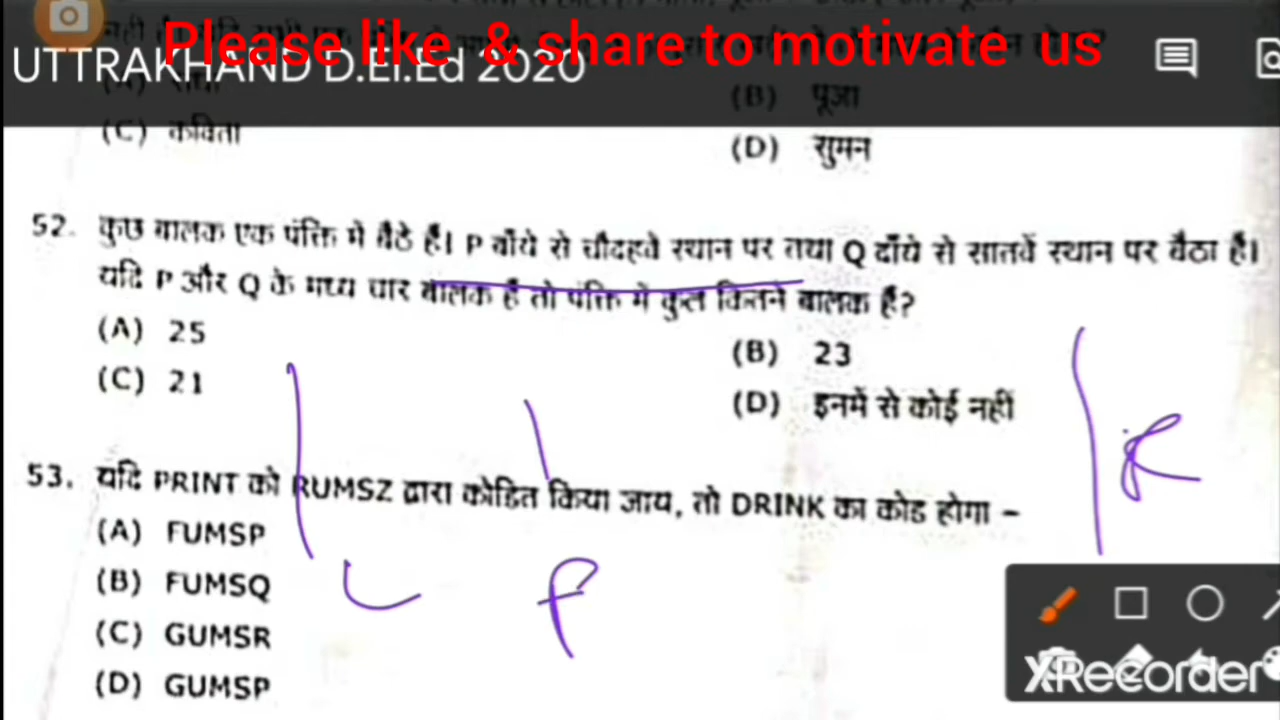 Please like & share to motivate us
UTTRAKHAND D.El.Ed 2020
(B) पूजा
(C) कविता
(D) सुमन
52. कुछ बालक एक पंक्ति में बैठे हैं। P बाँये से चौदहवे स्थान पर तथा Q दाँये से सातवें स्थान पर बैठा है।
यदि P और Q के मध्य चार बालक हैं तो पंक्ति में कुल कितने बालक हैं?
(A) 25
(B) 23
(C) 21
(D) इनमें से कोई नहीं
L
P
R
53. यदि PRINT को RUMSZ द्वारा कोडित किया जाय, तो DRINK का कोड होगा –
(A) FUMSP
(B) FUMSQ
(C) GUMSR
(D) GUMSP
XRecorder